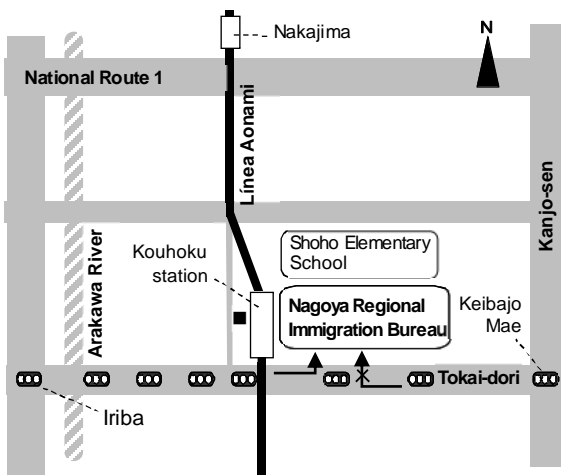 Nakajima
N
National Route 1
Línea Aonami
Kanjo-sen
Arakawa River
Kouhoku
station
Shoho Elementary
School
Nagoya Regional
Immigration Bureau
Keibajo
Mae
Tokai-dori
Iriba